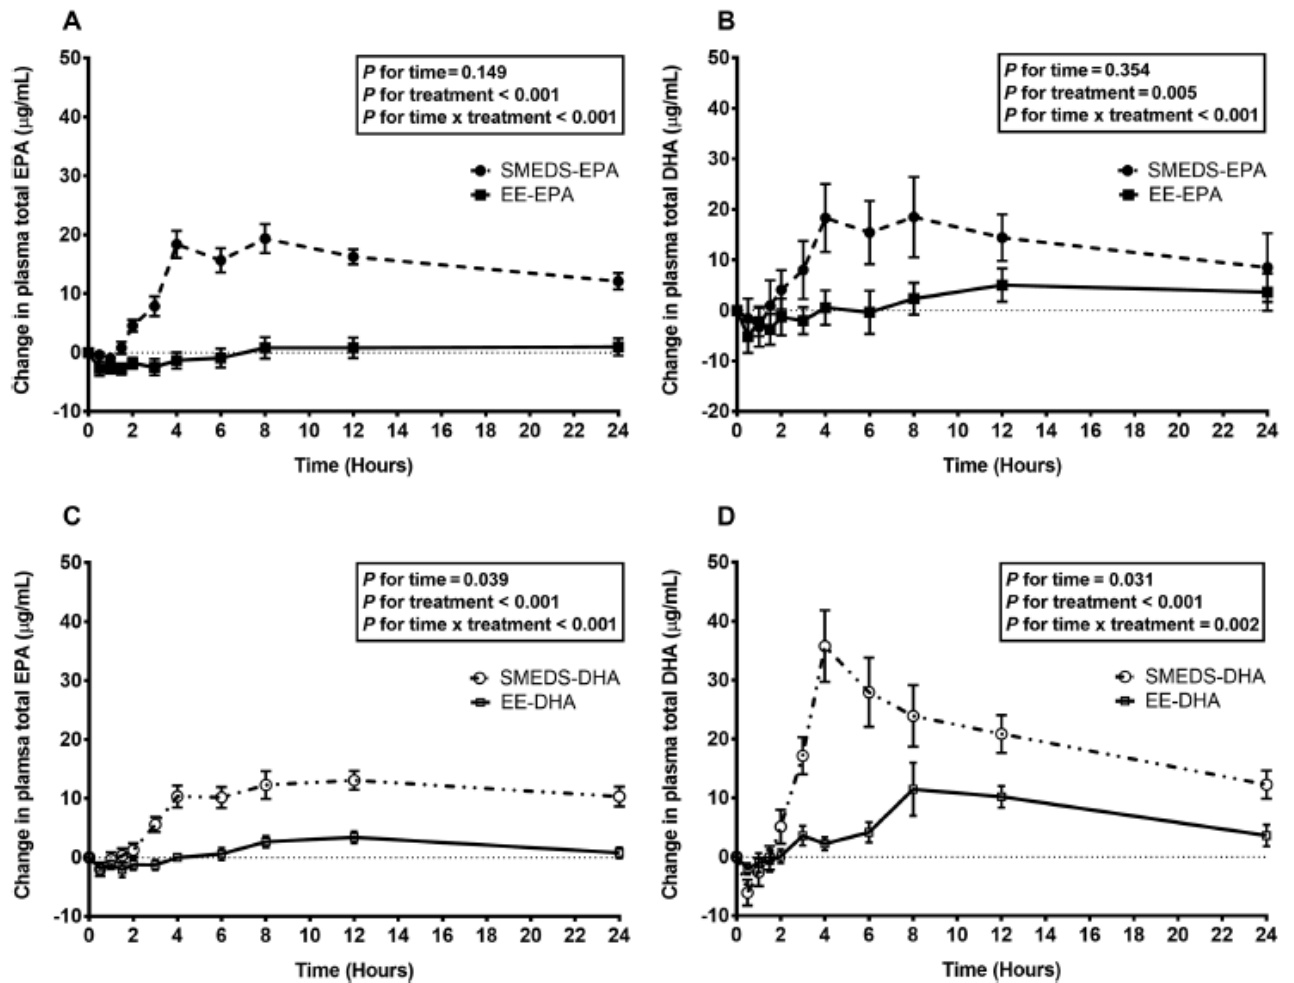 A
Change in plasma total EPA (µg/mL)
50
40
30
20
10
0
-10
P for time = 0.149
P for treatment < 0.001
P for time x treatment < 0.001
SMEDS-EPA
EE-EPA
0 2 4 6 8 10 12 14 16 18 20 22 24
Time (Hours)
B
Change in plasma total DHA (µg/mL)
50
40
30
20
10
0
-10
-20
P for time = 0.354
P for treatment = 0.005
P for time x treatment < 0.001
SMEDS-EPA
EE-EPA
0 2 4 6 8 10 12 14 16 18 20 22 24
Time (Hours)
C
Change in plamsa total EPA (µg/mL)
50
40
30
20
10
0
-10
P for time = 0.039
P for treatment < 0.001
P for time x treatment < 0.001
SMEDS-DHA
EE-DHA
0 2 4 6 8 10 12 14 16 18 20 22 24
Time (Hours)
D
Change in plasma total DHA (µg/mL)
50
40
30
20
10
0
-10
P for time = 0.031
P for treatment < 0.001
P for time x treatment = 0.002
SMEDS-DHA
EE-DHA
0 2 4 6 8 10 12 14 16 18 20 22 24
Time (Hours)